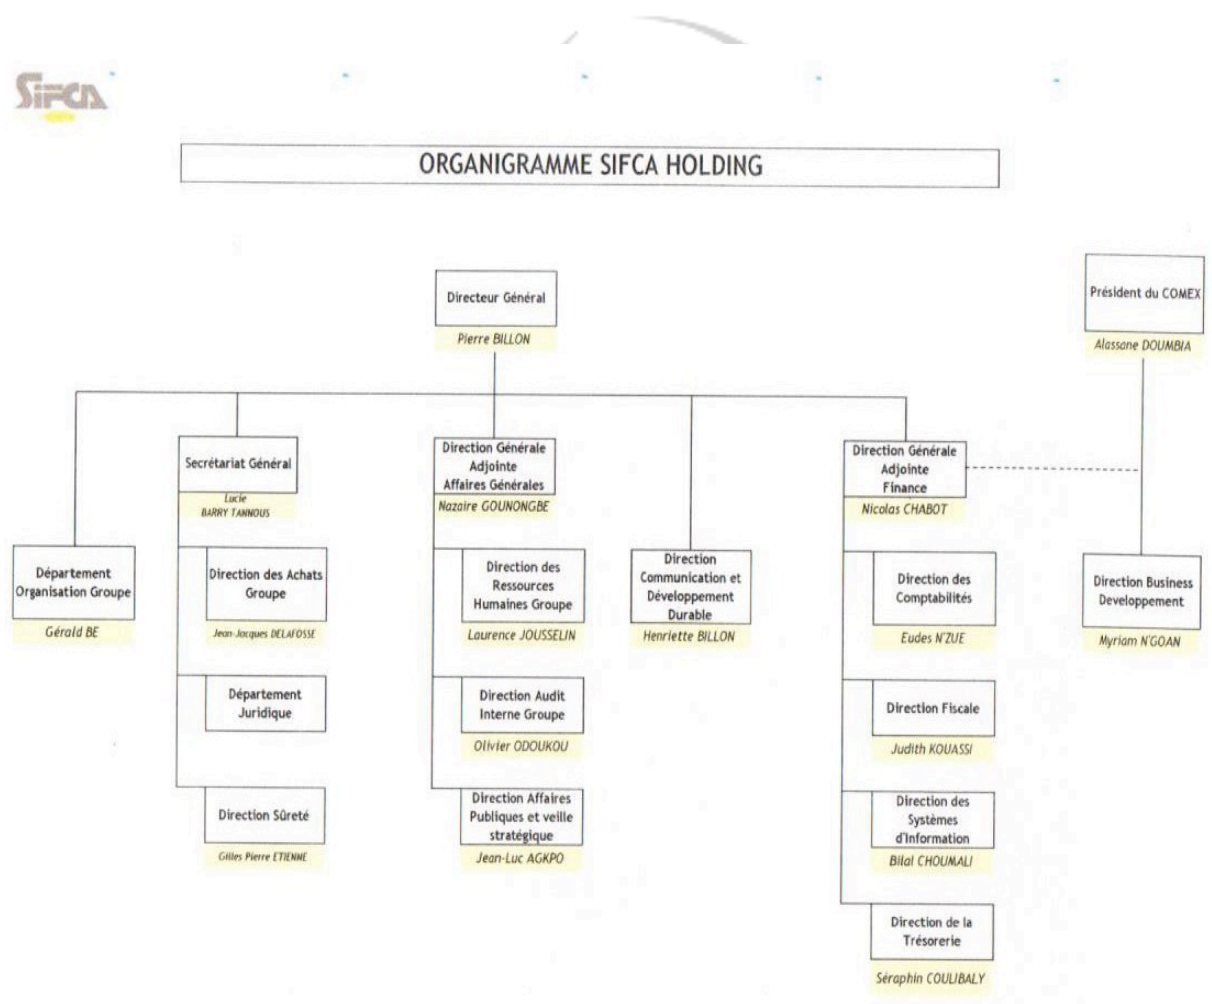 SIFCA
ORGANIGRAMME SIFCA HOLDING
Directeur Général
Pierre BILLON
Président du COMEX
Alassane DOUMBIA
Secrétariat Général
Lucie
BARRY TANNOUS
Direction Générale
Adjointe
Affaires Générales
Nazaire GOUNONGBE
Direction Générale
Adjointe
Finance
Nicolas CHABOT
Département
Organisation Groupe
Gérald BE
Direction des Achats
Groupe
Jean-Jacques DELAFOSSE
Direction des
Ressources
Humaines Groupe
Laurence JOUSSELIN
Direction
Communication et
Développement
Durable
Henriette BILLON
Direction des
Comptabilités
Eudes N'ZUE
Direction Business
Developpement
Myriam N'GOAN
Département
Juridique
Direction Audit
Interne Groupe
Olivier ODOUKOU
Direction Fiscale
Judith KOUASSI
Direction Sûreté
Gilles Pierre ETIENNE
Direction Affaires
Publiques et veille
stratégique
Jean-Luc AGKPO
Direction des
Systèmes
d'Information
Bilal CHOUMALI
Direction de la
Trésorerie
Séraphin COULIBALY